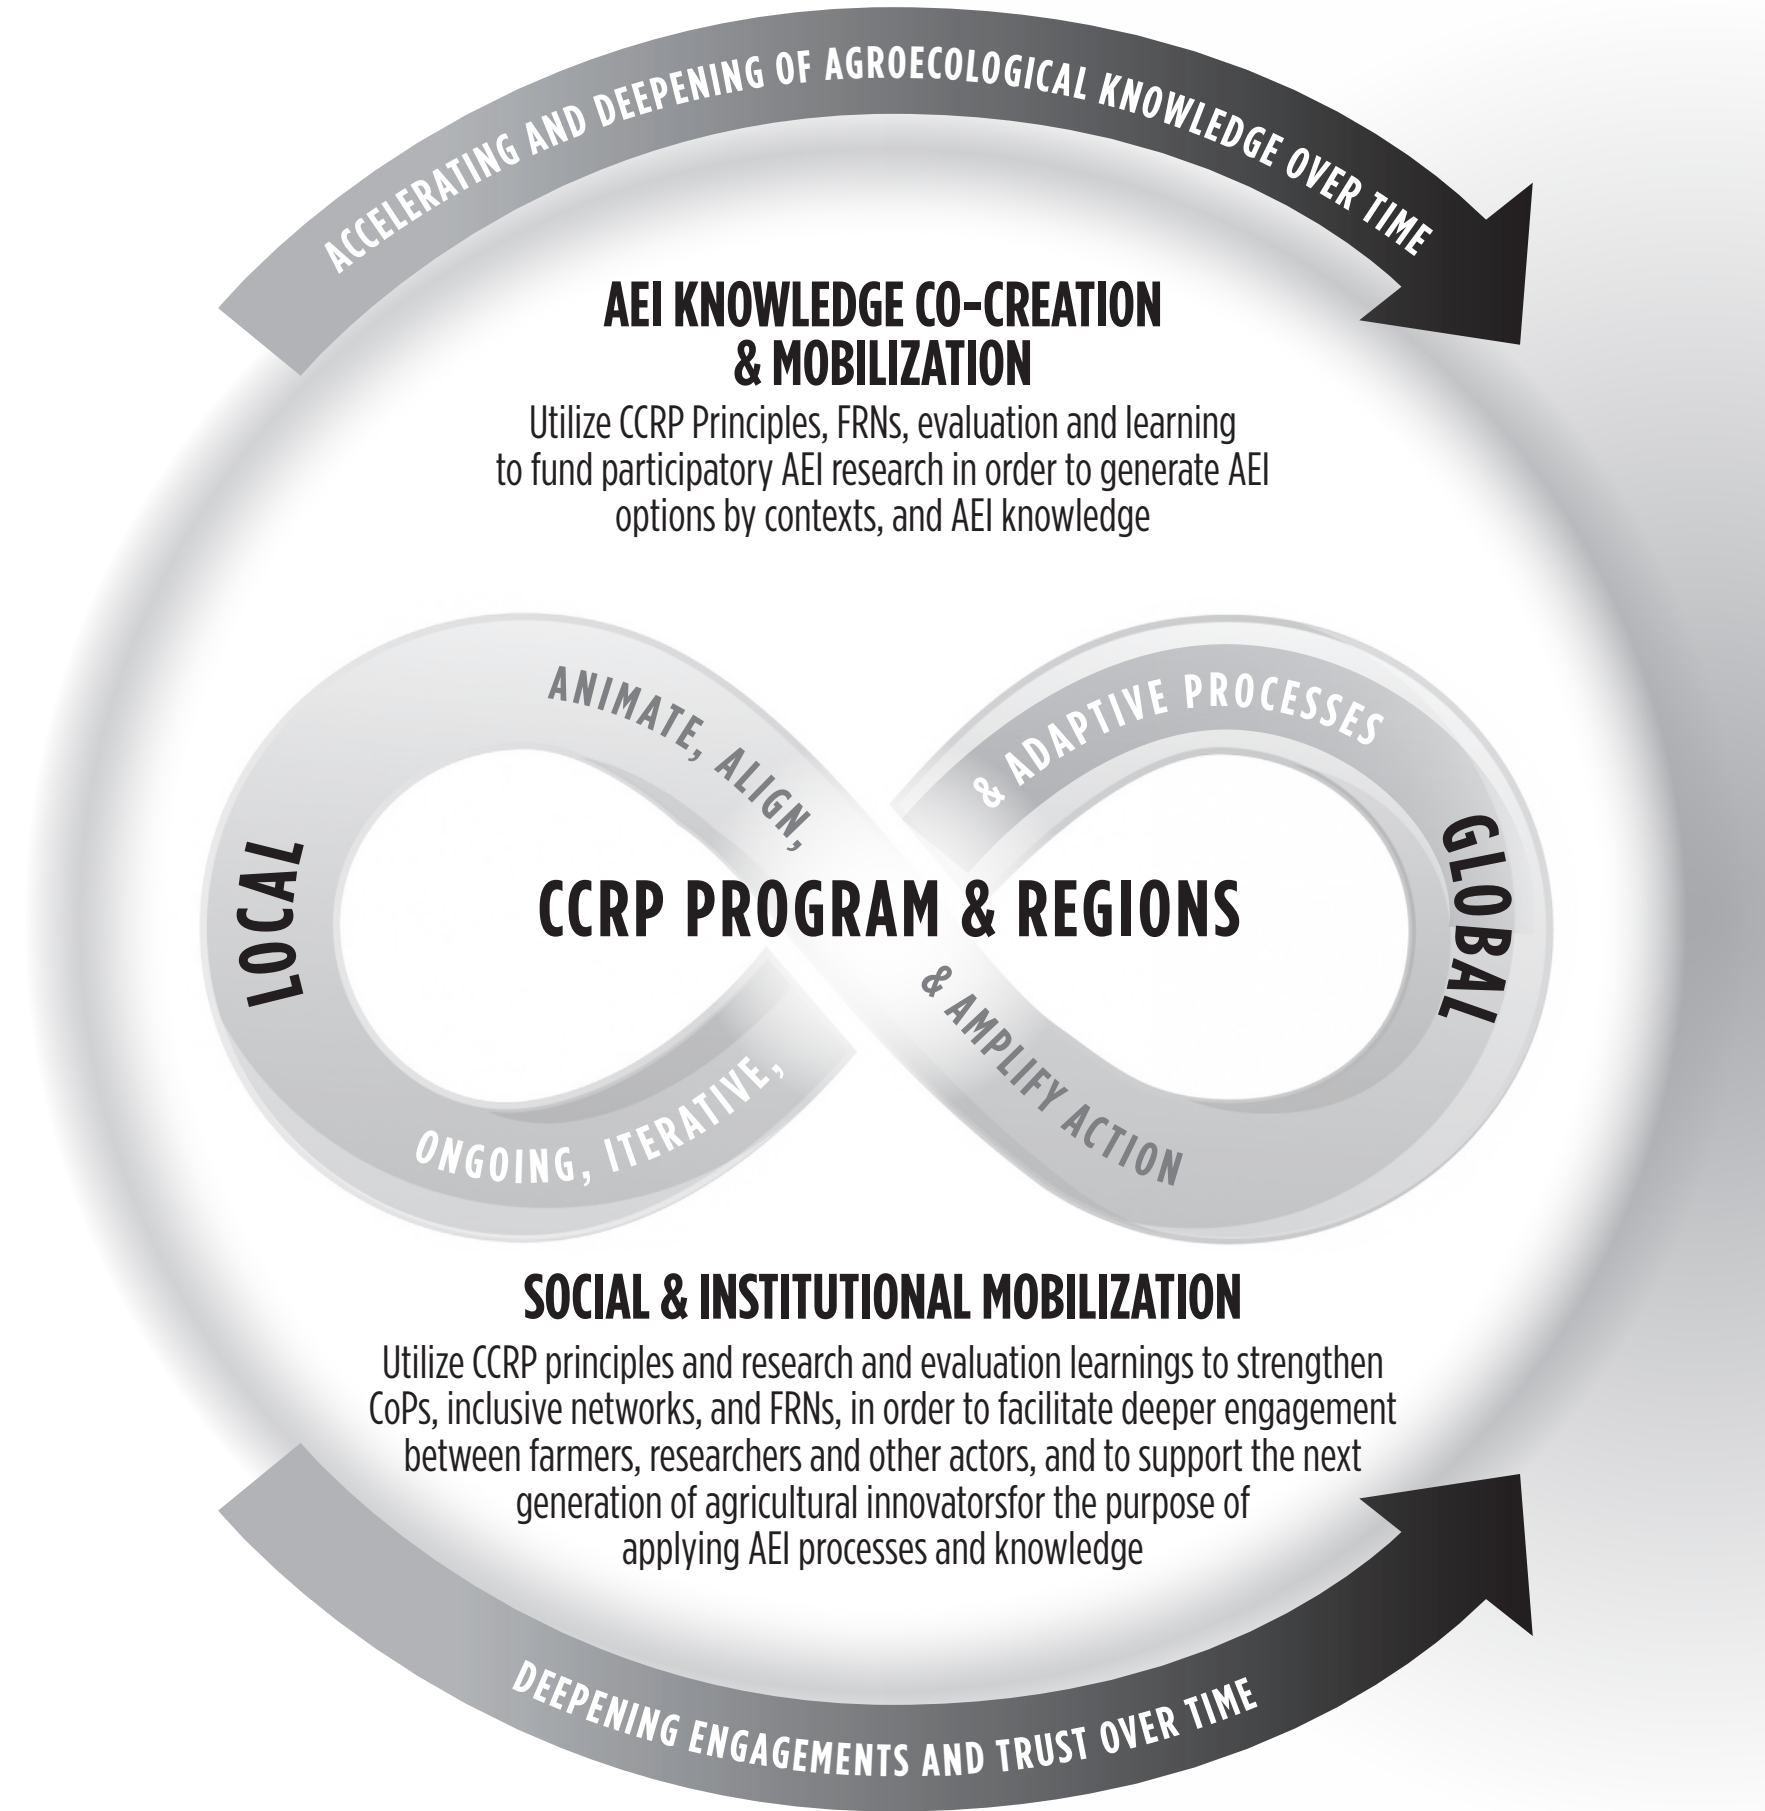 ACCELERATING AND DEEPENING OF AGROECOLOGICAL KNOWLEDGE OVER TIME
AEI KNOWLEDGE CO-CREATION
& MOBILIZATION
Utilize CCRP Principles, FRNs, evaluation and learning
to fund participatory AEI research in order to generate AEI
options by contexts, and AEI knowledge
ANIMATE, ALIGN,
& ADAPTIVE PROCESSES
LOCAL
CCRP PROGRAM & REGIONS
GLOBAL
ONGOING, ITERATIVE,
& AMPLIFY ACTION
SOCIAL & INSTITUTIONAL MOBILIZATION
Utilize CCRP principles and research and evaluation learnings to strengthen
CoPs, inclusive networks, and FRNs, in order to facilitate deeper engagement
between farmers, researchers and other actors, and to support the next
generation of agricultural innovatorsfor the purpose of
applying AEI processes and knowledge
DEEPENING ENGAGEMENTS AND TRUST OVER TIME